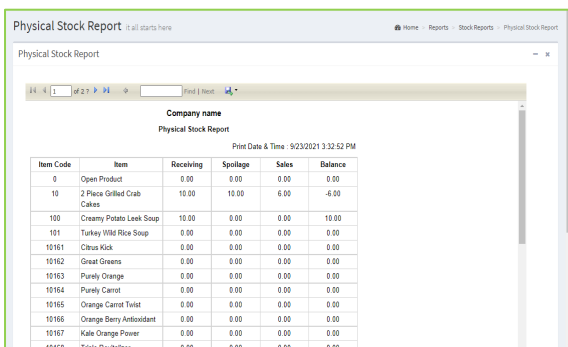 Physical Stock Report it all starts here
Home > Reports > Stock Reports > Physical Stock Report
Physical Stock Report
1 of 2 ? Find | Next
Company name
Physical Stock Report
Print Date & Time : 9/23/2021 3:32:52 PM
Item Code Item Receiving Spoilage Sales Balance
0 Open Product 0.00 0.00 0.00 0.00
10 2 Piece Grilled Crab Cakes 10.00 10.00 6.00 -6.00
100 Creamy Potato Leek Soup 10.00 0.00 0.00 10.00
101 Turkey Wild Rice Soup 0.00 0.00 0.00 0.00
10161 Citrus Kick 0.00 0.00 0.00 0.00
10162 Great Greens 0.00 0.00 0.00 0.00
10163 Purely Orange 0.00 0.00 0.00 0.00
10164 Purely Carrot 0.00 0.00 0.00 0.00
10165 Orange Carrot Twist 0.00 0.00 0.00 0.00
10166 Orange Berry Antioxidant 0.00 0.00 0.00 0.00
10167 Kale Orange Power 0.00 0.00 0.00 0.00